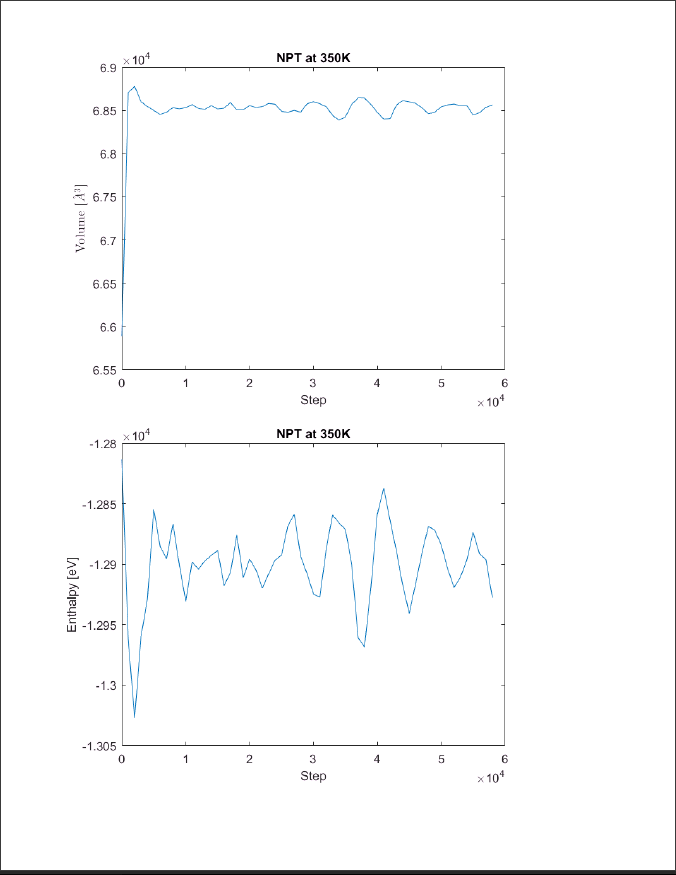 NPT at 350K
×10⁴
6.9
6.85
6.8
6.75
6.7
6.65
6.6
6.55
Volume [Å³]
0 1 2 3 4 5 6
Step
×10⁴
NPT at 350K
×10⁴
-1.28
-1.285
-1.29
-1.295
-1.3
-1.305
Enthalpy [eV]
0 1 2 3 4 5 6
Step
×10⁴